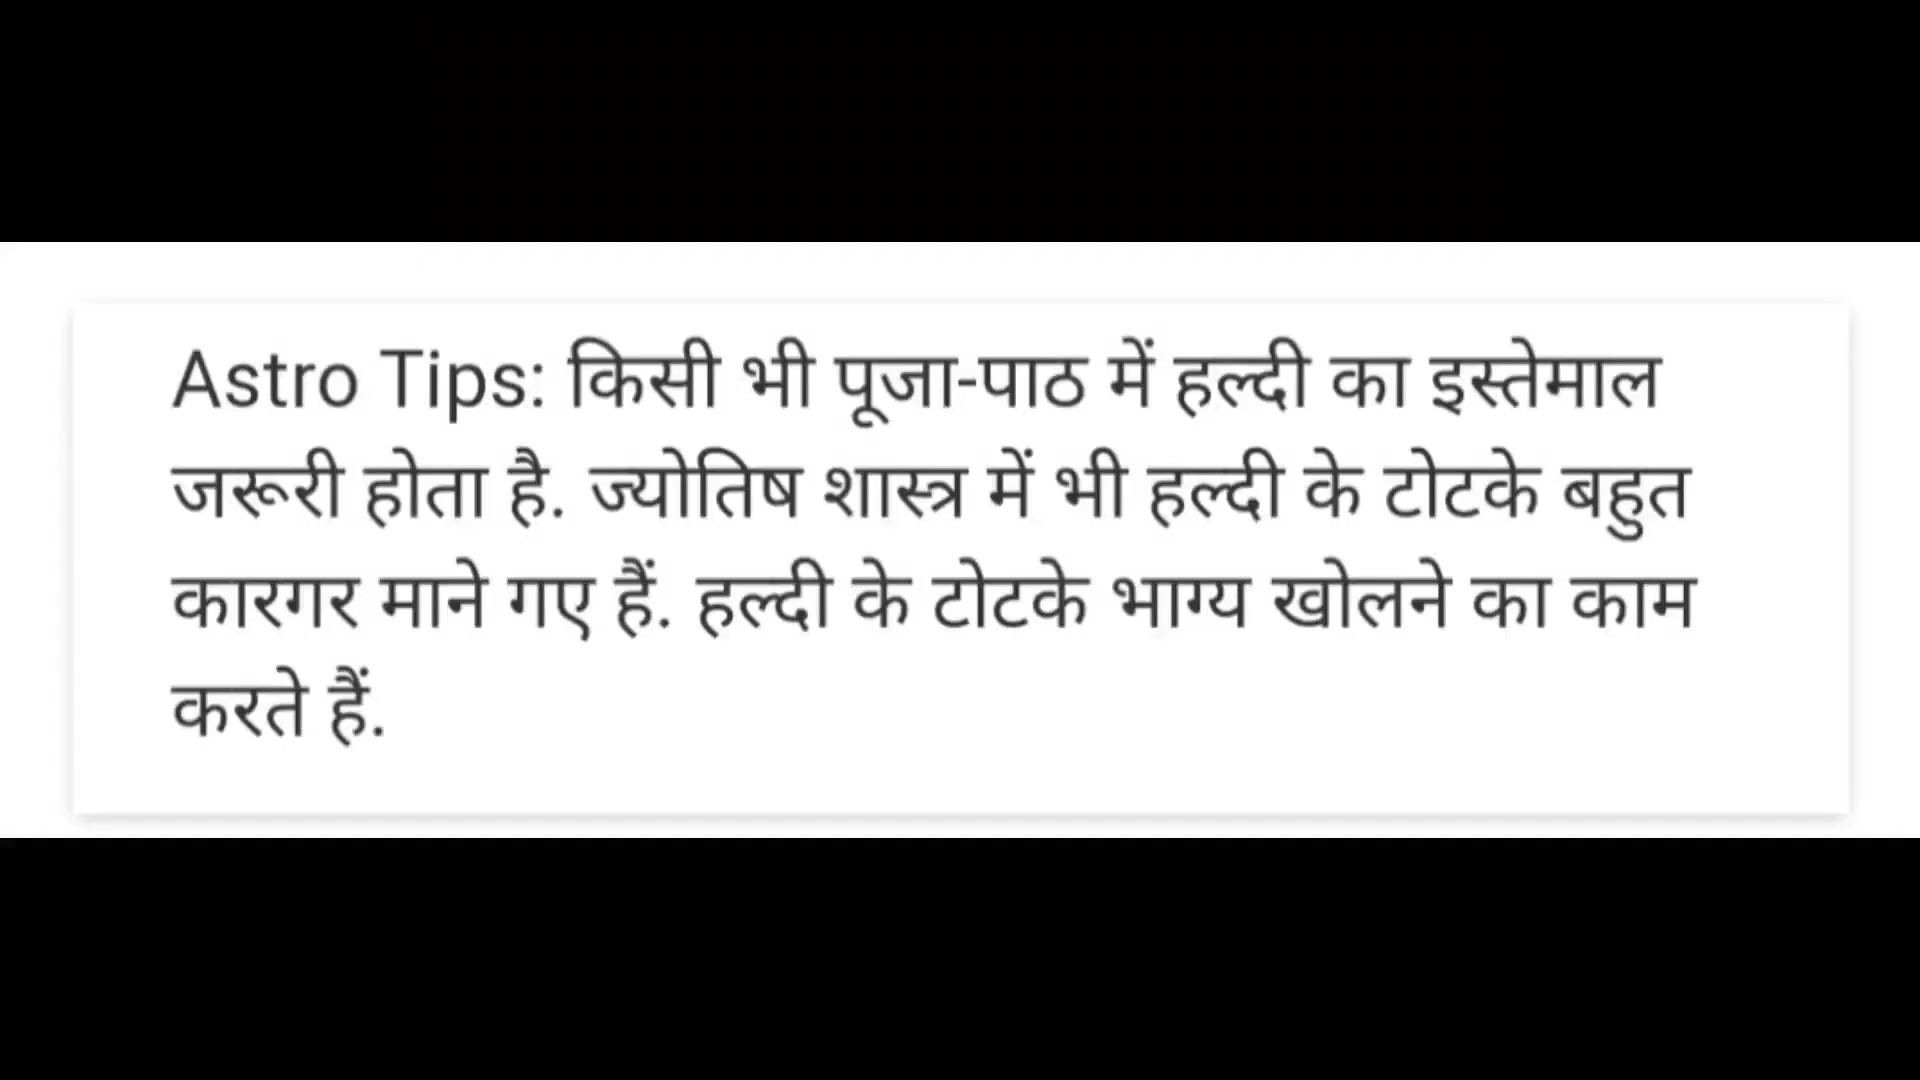 Astro Tips: किसी भी पूजा-पाठ में हल्दी का इस्तेमाल
जरूरी होता है. ज्योतिष शास्त्र में भी हल्दी के टोटके बहुत
कारगर माने गए हैं. हल्दी के टोटके भाग्य खोलने का काम
करते हैं.